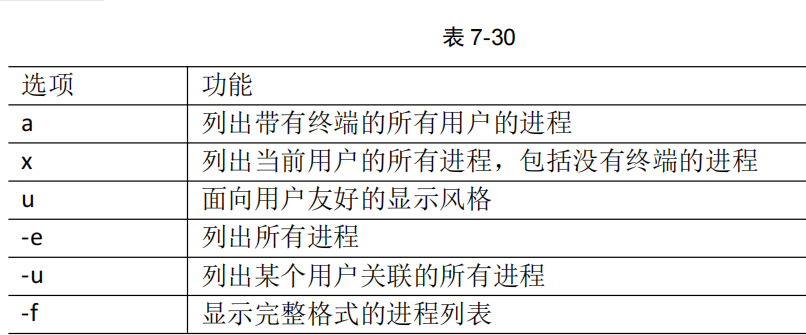 表 7-30
选项 功能
a 列出带有终端的所有用户的进程
x 列出当前用户的所有进程，包括没有终端的进程
u 面向用户友好的显示风格
-e 列出所有进程
-u 列出某个用户关联的所有进程
-f 显示完整格式的进程列表